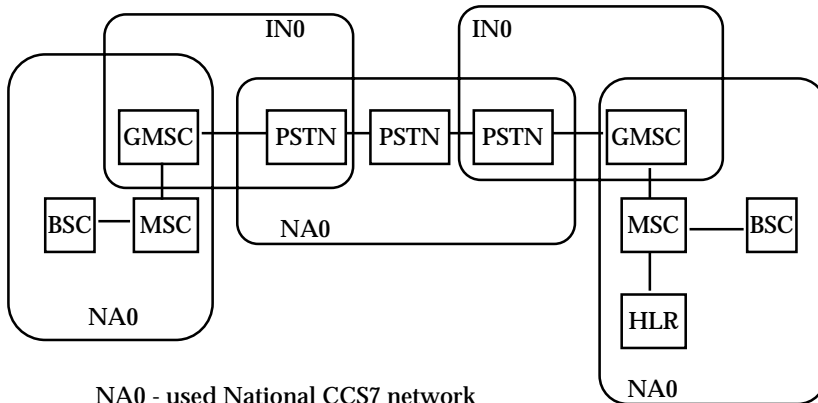 IN0
IN0
GMSC
PSTN
PSTN
PSTN
GMSC
BSC
MSC
NA0
MSC
BSC
NA0
HLR
NA0
NA0 - used National CCS7 network